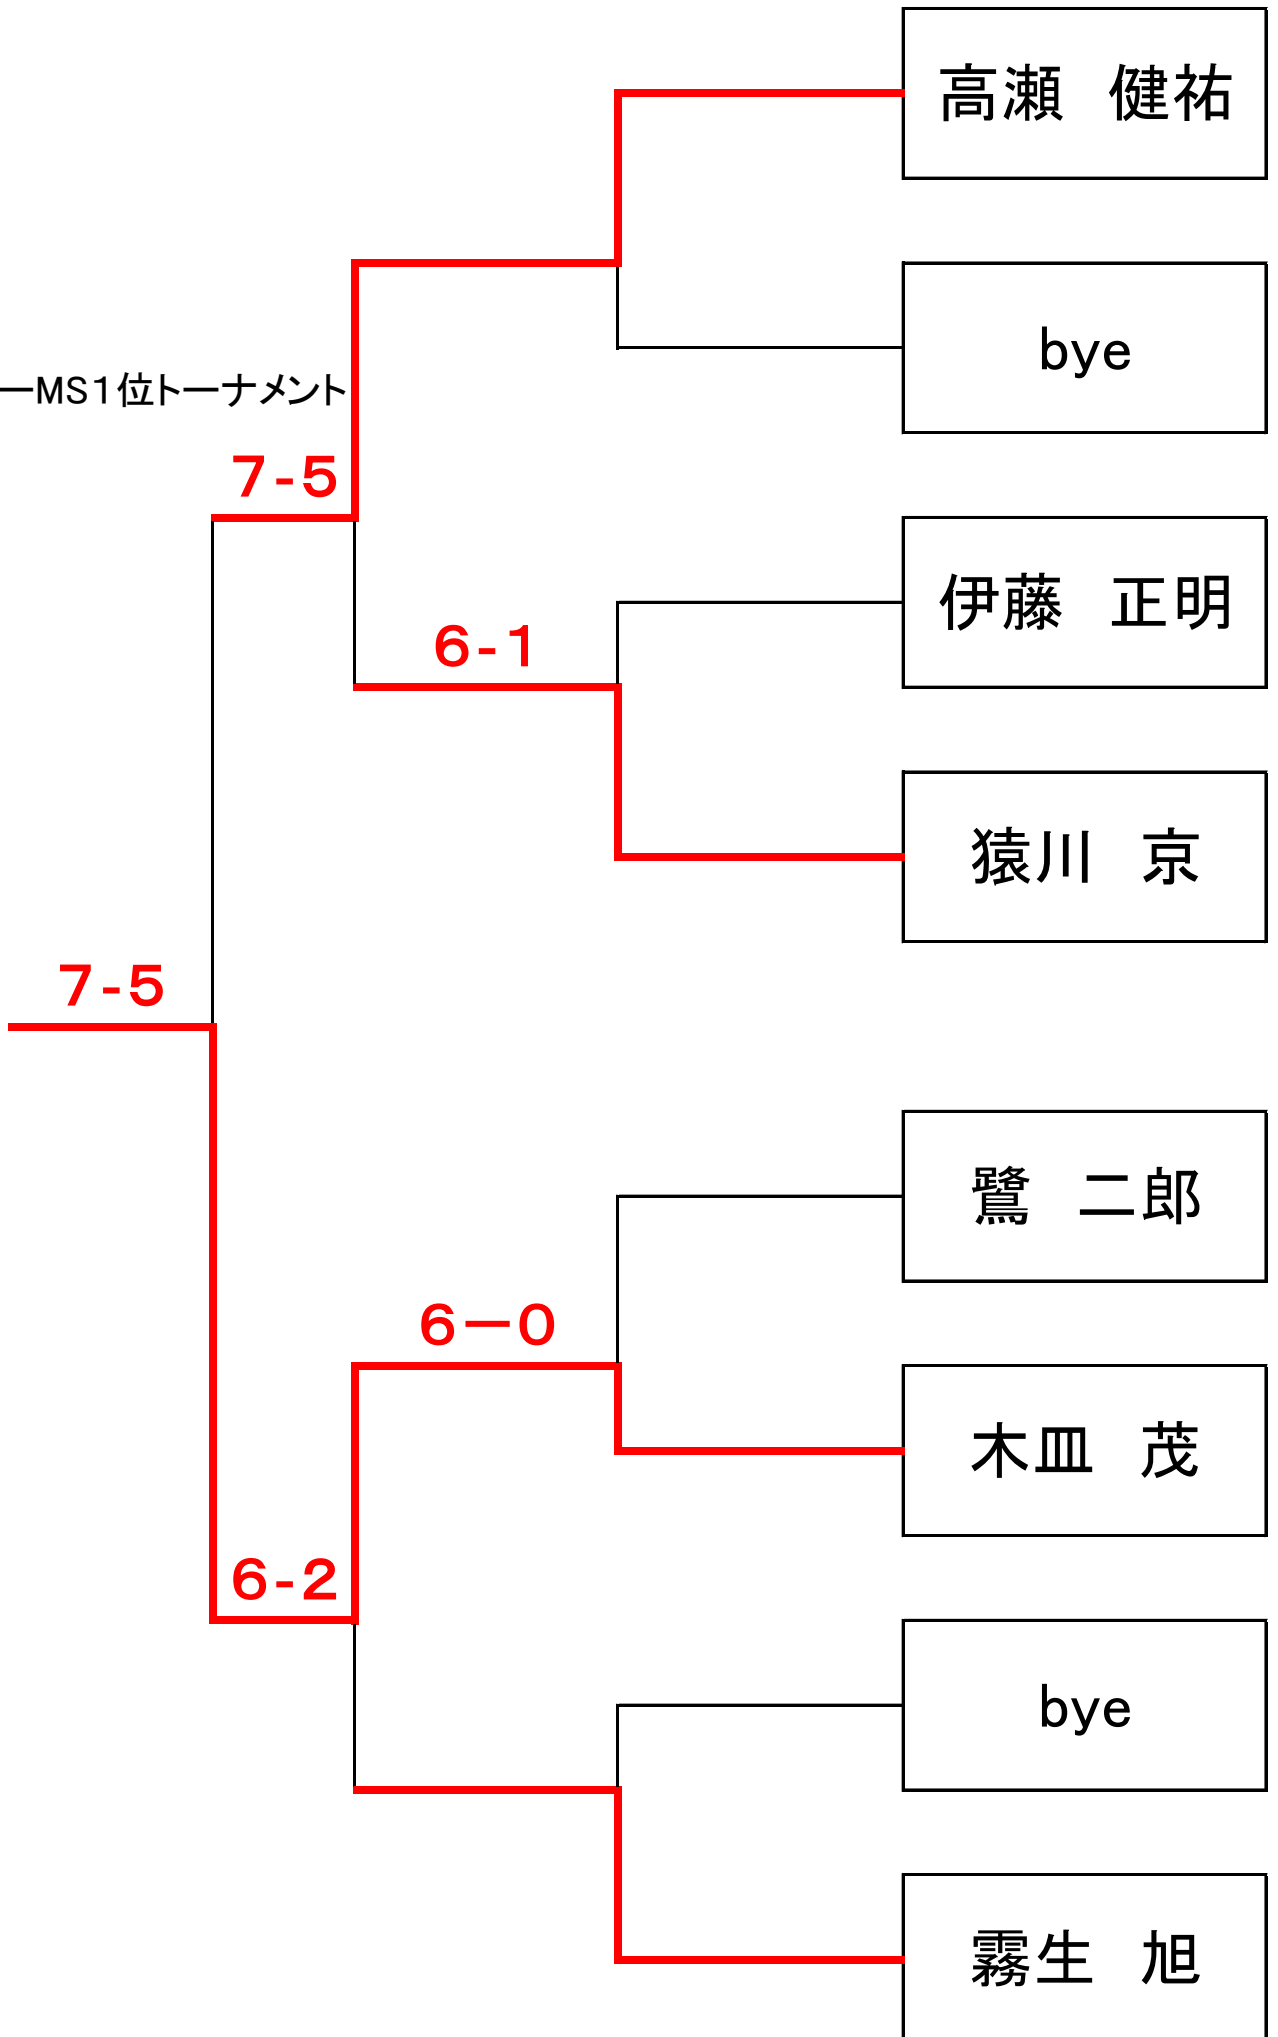 高瀬　健祐
bye
ーMS1位トーナメント
7-5
伊藤　正明
6-1
猿川　京
7-5
鷺　二郎
6ー0
木皿　茂
6-2
bye
霧生　旭